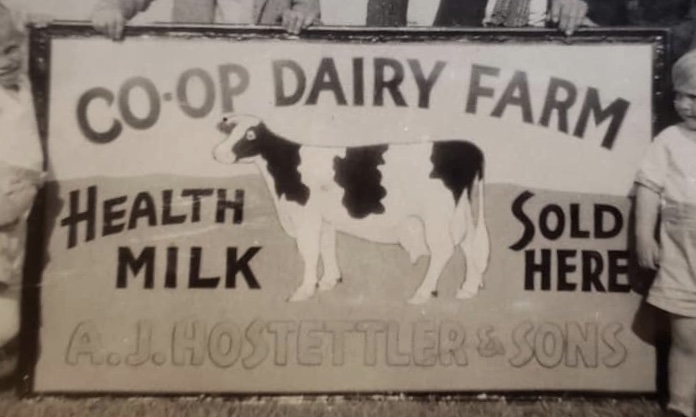 CO-OP DAIRY FARM
HEALTH
MILK
SOLD
HERE
A.J. HOSTETTLER & SONS